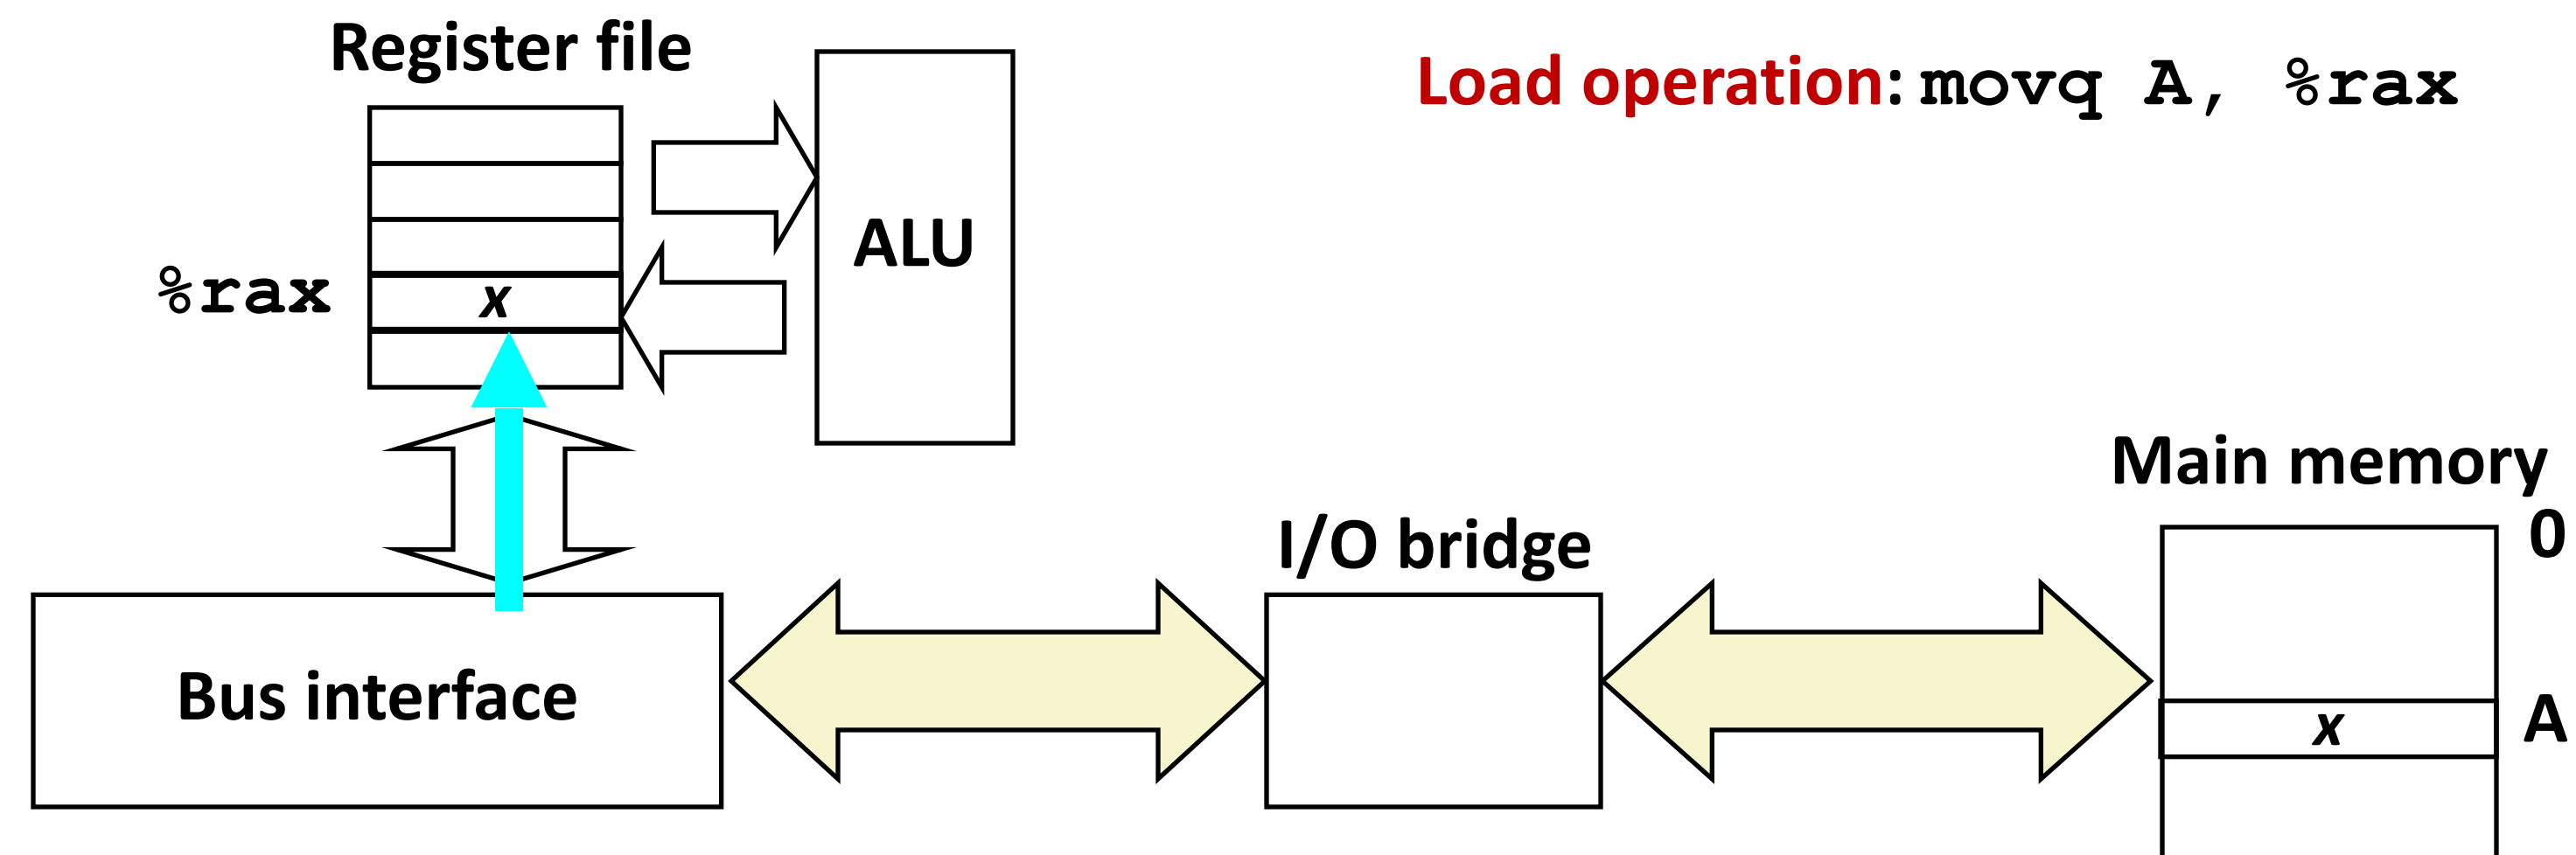 Register file
Load operation: movq A, %rax
ALU
%rax
x
Main memory
0
I/O bridge
Bus interface
x
A